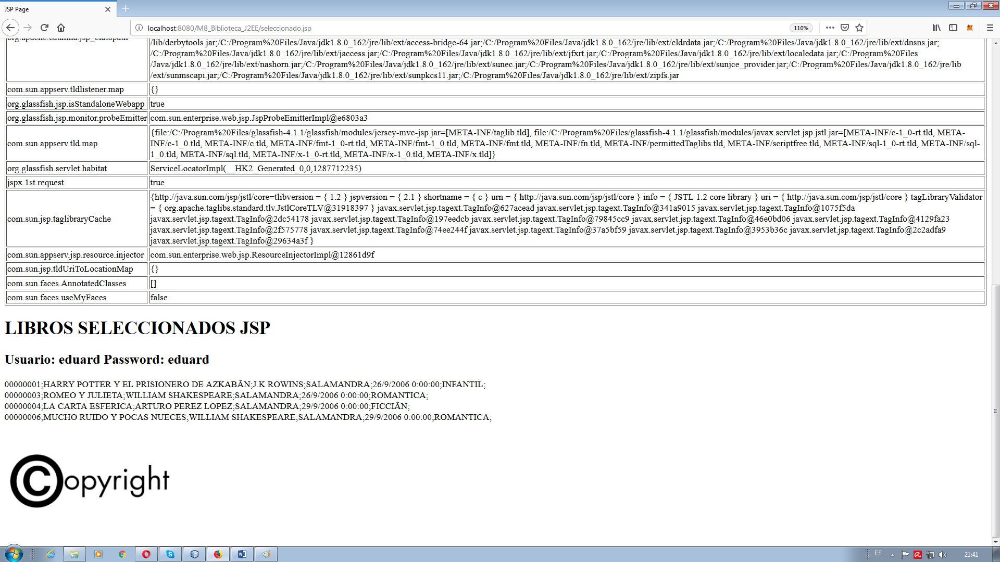 JSP Page
localhost:8080/M8_Biblioteca_J2EE/seleccionado.jsp
110%
org.apache.catalina.jsp_classpath
/lib/derbytools.jar;/C:/Program%20Files/Java/jdk1.8.0_162/jre/lib/ext/access-bridge-64.jar;/C:/Program%20Files/Java/jdk1.8.0_162/jre/lib/ext/cldrdata.jar;/C:/Program%20Files/Java/jdk1.8.0_162/jre/lib/ext/dnsns.jar;
/C:/Program%20Files/Java/jdk1.8.0_162/jre/lib/ext/jaccess.jar;/C:/Program%20Files/Java/jdk1.8.0_162/jre/lib/ext/jfxrt.jar;/C:/Program%20Files/Java/jdk1.8.0_162/jre/lib/ext/localedata.jar;/C:/Program%20Files
/Java/jdk1.8.0_162/jre/lib/ext/nashorn.jar;/C:/Program%20Files/Java/jdk1.8.0_162/jre/lib/ext/sunec.jar;/C:/Program%20Files/Java/jdk1.8.0_162/jre/lib/ext/sunjce_provider.jar;/C:/Program%20Files/Java/jdk1.8.0_162/jre/lib
/ext/sunmscapi.jar;/C:/Program%20Files/Java/jdk1.8.0_162/jre/lib/ext/sunpkcs11.jar;/C:/Program%20Files/Java/jdk1.8.0_162/jre/lib/ext/zipfs.jar
com.sun.appserv.tldlistener.map {}
org.glassfish.jsp.isStandaloneWebapp true
org.glassfish.jsp.monitor.probeEmitter com.sun.enterprise.web.jsp.JspProbeEmitterImpl@e6803a3
com.sun.appserv.tld.map
{file:/C:/Program%20Files/glassfish-4.1.1/glassfish/modules/jersey-mvc-jsp.jar=[META-INF/taglib.tld], file:/C:/Program%20Files/glassfish-4.1.1/glassfish/modules/javax.servlet.jsp.jstl.jar=[META-INF/c-1_0-rt.tld, META-
INF/c-1_0.tld, META-INF/c.tld, META-INF/fmt-1_0-rt.tld, META-INF/fmt-1_0.tld, META-INF/fmt.tld, META-INF/fn.tld, META-INF/permittedTaglibs.tld, META-INF/scriptfree.tld, META-INF/sql-1_0-rt.tld, META-INF/sql-
1_0.tld, META-INF/sql.tld, META-INF/x-1_0-rt.tld, META-INF/x-1_0.tld, META-INF/x.tld]}
org.glassfish.servlet.habitat ServiceLocatorImpl(__HK2_Generated_0,0,1287712235)
jspx.1st.request true
com.sun.jsp.taglibraryCache
{http://java.sun.com/jsp/jstl/core=tlibversion = { 1.2 } jspversion = { 2.1 } shortname = { c } urn = { http://java.sun.com/jsp/jstl/core } info = { JSTL 1.2 core library } uri = { http://java.sun.com/jsp/jstl/core } tagLibraryValidator
= { org.apache.taglibs.standard.tlv.JstlCoreTLV@31918397 } javax.servlet.jsp.tagext.TagInfo@627acead javax.servlet.jsp.tagext.TagInfo@341a9015 javax.servlet.jsp.tagext.TagInfo@1075f5da
javax.servlet.jsp.tagext.TagInfo@2dc54178 javax.servlet.jsp.tagext.TagInfo@197eedcb javax.servlet.jsp.tagext.TagInfo@79845cc9 javax.servlet.jsp.tagext.TagInfo@46e0bd06 javax.servlet.jsp.tagext.TagInfo@4129fa23
javax.servlet.jsp.tagext.TagInfo@2f575778 javax.servlet.jsp.tagext.TagInfo@74ee244f javax.servlet.jsp.tagext.TagInfo@37a5bf59 javax.servlet.jsp.tagext.TagInfo@3953b36c javax.servlet.jsp.tagext.TagInfo@2c2adfa9
javax.servlet.jsp.tagext.TagInfo@29634a3f }
com.sun.appserv.jsp.resource.injector com.sun.enterprise.web.jsp.ResourceInjectorImpl@12861d9f
com.sun.jsp.tldUriToLocationMap {}
com.sun.faces.AnnotatedClasses []
com.sun.faces.useMyFaces false
LIBROS SELECCIONADOS JSP
Usuario: eduard Password: eduard
00000001;HARRY POTTER Y EL PRISIONERO DE AZKABÃN;J.K ROWINS;SALAMANDRA;26/9/2006 0:00:00;INFANTIL;
00000003;ROMEO Y JULIETA;WILLIAM SHAKESPEARE;SALAMANDRA;26/9/2006 0:00:00;ROMANTICA;
00000004;LA CARTA ESFERICA;ARTURO PEREZ LOPEZ;SALAMANDRA;29/9/2006 0:00:00;FICCIÃN;
00000006;MUCHO RUIDO Y POCAS NUECES;WILLIAM SHAKESPEARE;SALAMANDRA;29/9/2006 0:00:00;ROMANTICA;
©opyright
ES
21:41